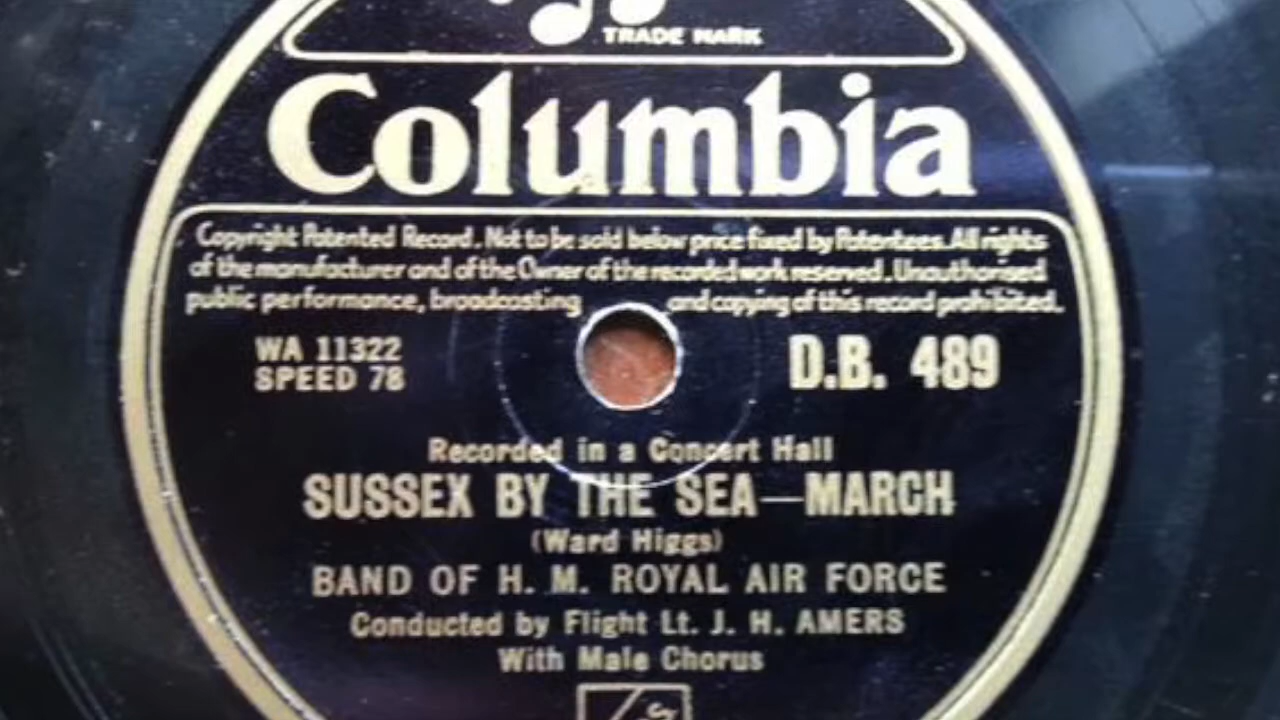 TRADE MARK
Columbia
Copyright Patented Record. Not to be sold below price fixed by Patentees. All rights
of the manufacturer and of the Owner of the recorded work reserved. Unauthorised
public performance, broadcasting and copying of this record prohibited.
WA 11322
SPEED 78
D.B. 489
Recorded in a Concert Hall
SUSSEX BY THE SEA—MARCH
(Ward Higgs)
BAND OF H. M. ROYAL AIR FORCE
Conducted by Flight Lt. J. H. AMERS
With Male Chorus